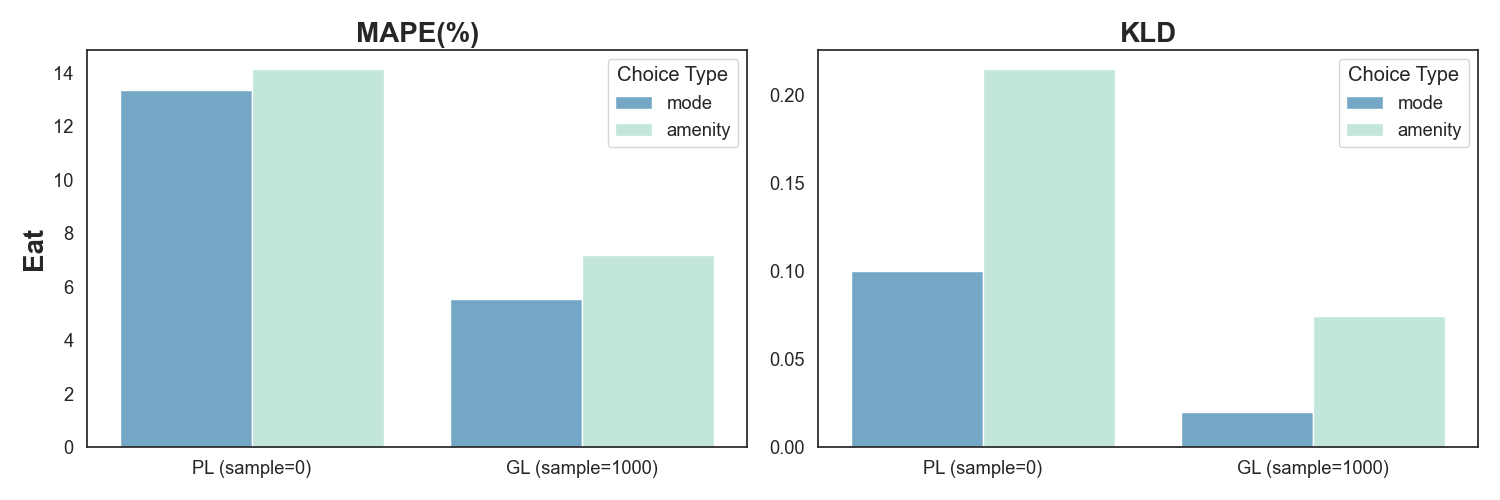 MAPE(%)
Eat
14
12
10
8
6
4
2
0
Choice Type
mode
amenity
PL (sample=0)
GL (sample=1000)
KLD
0.20
0.15
0.10
0.05
0.00
Choice Type
mode
amenity
PL (sample=0)
GL (sample=1000)